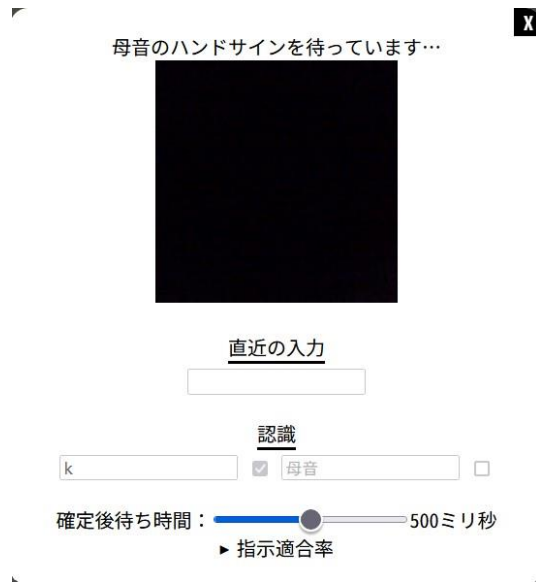 X
母音のハンドサインを待っています…
直近の入力
認識
k 母音
確定後待ち時間： 500ミリ秒
▸ 指示適合率